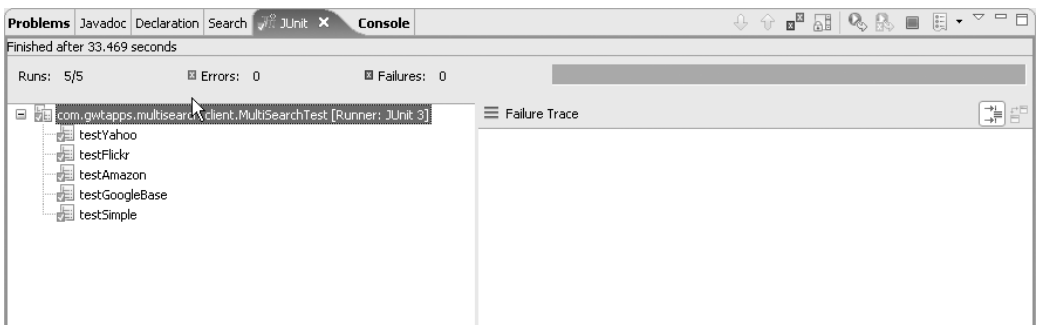 Problems Javadoc Declaration Search JUnit Console
Finished after 33.469 seconds
Runs: 5/5 Errors: 0 Failures: 0
com.gwtapps.multisearch.client.MultiSearchTest [Runner: JUnit 3] Failure Trace
testYahoo
testFlickr
testAmazon
testGoogleBase
testSimple